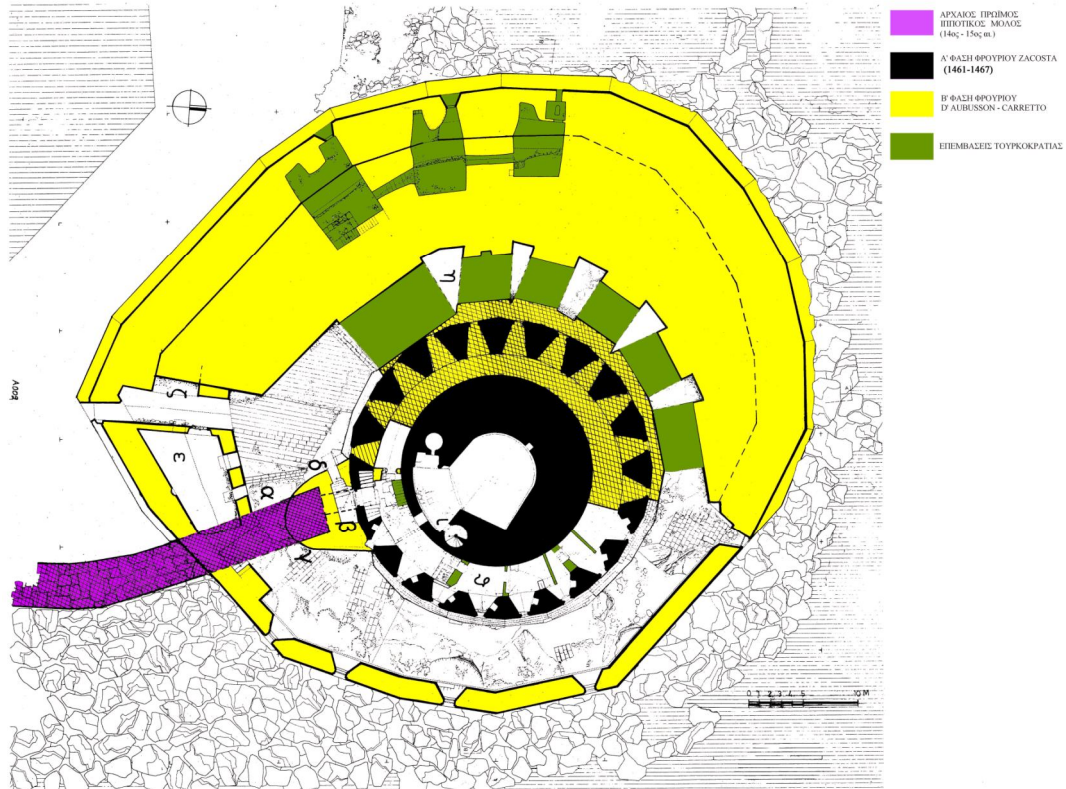 ΑΡΧΑΙΟΣ ΠΡΩΪΜΟΣ
ΙΠΠΟΤΙΚΟΣ ΜΟΛΟΣ
(14ος - 15ος αι.)
Α' ΦΑΣΗ ΦΡΟΥΡΙΟΥ ZACOSTA
(1461-1467)
Β' ΦΑΣΗ ΦΡΟΥΡΙΟΥ
D' AUBUSSON - CARRETTO
ΕΠΕΜΒΑΣΕΙΣ ΤΟΥΡΚΟΚΡΑΤΙΑΣ
η
ζ
ε
δ
α
β
γ
ι
φ
0 1 2 3 4 5 10 M